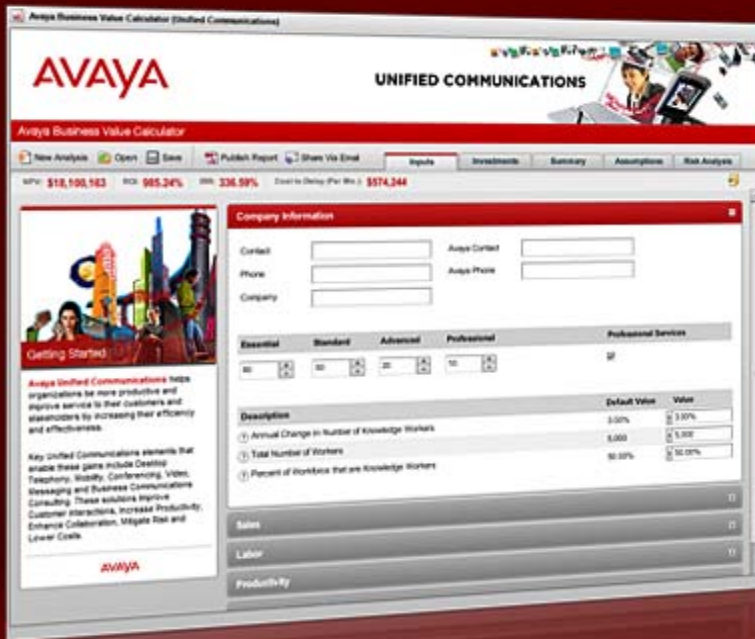 Avaya Business Value Calculator (Unified Communications)
AVAYA
UNIFIED COMMUNICATIONS
Avaya Business Value Calculator
New Analysis Open Save Publish Report Share Via Email Inputs Investments Summary Assumptions Risk Analysis
NPV: $18,100,163 ROI: 985.24% IRR: 336.59% Cost to Delay (Per Mo.): $574,244
Company Information
Contact Avaya Contact
Phone Avaya Phone
Company
Essential Standard Advanced Professional Professional Services
20 10
Getting Started
Avaya Unified Communications helps
organizations be more productive and
improve service to their customers and
stakeholders by increasing their efficiency
and effectiveness.
Key Unified Communications elements that
enable these gains include Desktop
Telephony, Mobility, Conferencing, Video,
Messaging and Business Communications
Consulting. These solutions Improve
Customer Interactions, Increase Productivity,
Enhance Collaboration, Mitigate Risk and
Lower Costs.
AVAYA
Description Default Value Value
Annual Change in Number of Knowledge Workers 3.00% 3.00%
Total Number of Workers 5,000 5,000
Percent of Workforce that are Knowledge Workers 50.00% 50.00%
Sales
Labor
Productivity